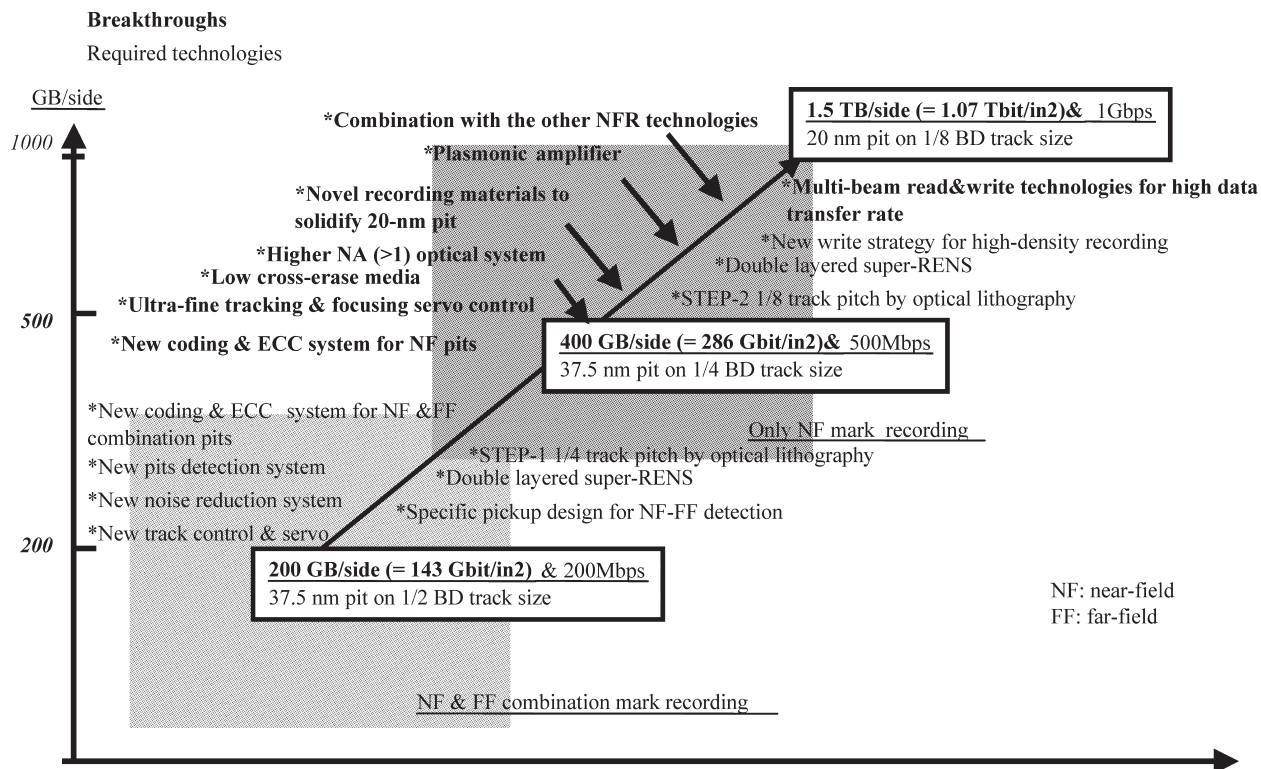 Breakthroughs
Required technologies
GB/side
1000
500
200
*Combination with the other NFR technologies
*Plasmonic amplifier
*Novel recording materials to
solidify 20-nm pit
*Higher NA (>1) optical system
*Low cross-erase media
*Ultra-fine tracking & focusing servo control
*New coding & ECC system for NF pits
*New coding & ECC system for NF &FF
combination pits
*New pits detection system
*New noise reduction system
*New track control & servo
1.5 TB/side (= 1.07 Tbit/in2)& 1Gbps
20 nm pit on 1/8 BD track size
*Multi-beam read&write technologies for high data
transfer rate
*New write strategy for high-density recording
*Double layered super-RENS
*STEP-2 1/8 track pitch by optical lithography
400 GB/side (= 286 Gbit/in2)& 500Mbps
37.5 nm pit on 1/4 BD track size
Only NF mark recording
*STEP-1 1/4 track pitch by optical lithography
*Double layered super-RENS
*Specific pickup design for NF-FF detection
200 GB/side (= 143 Gbit/in2) & 200Mbps
37.5 nm pit on 1/2 BD track size
NF: near-field
FF: far-field
NF & FF combination mark recording